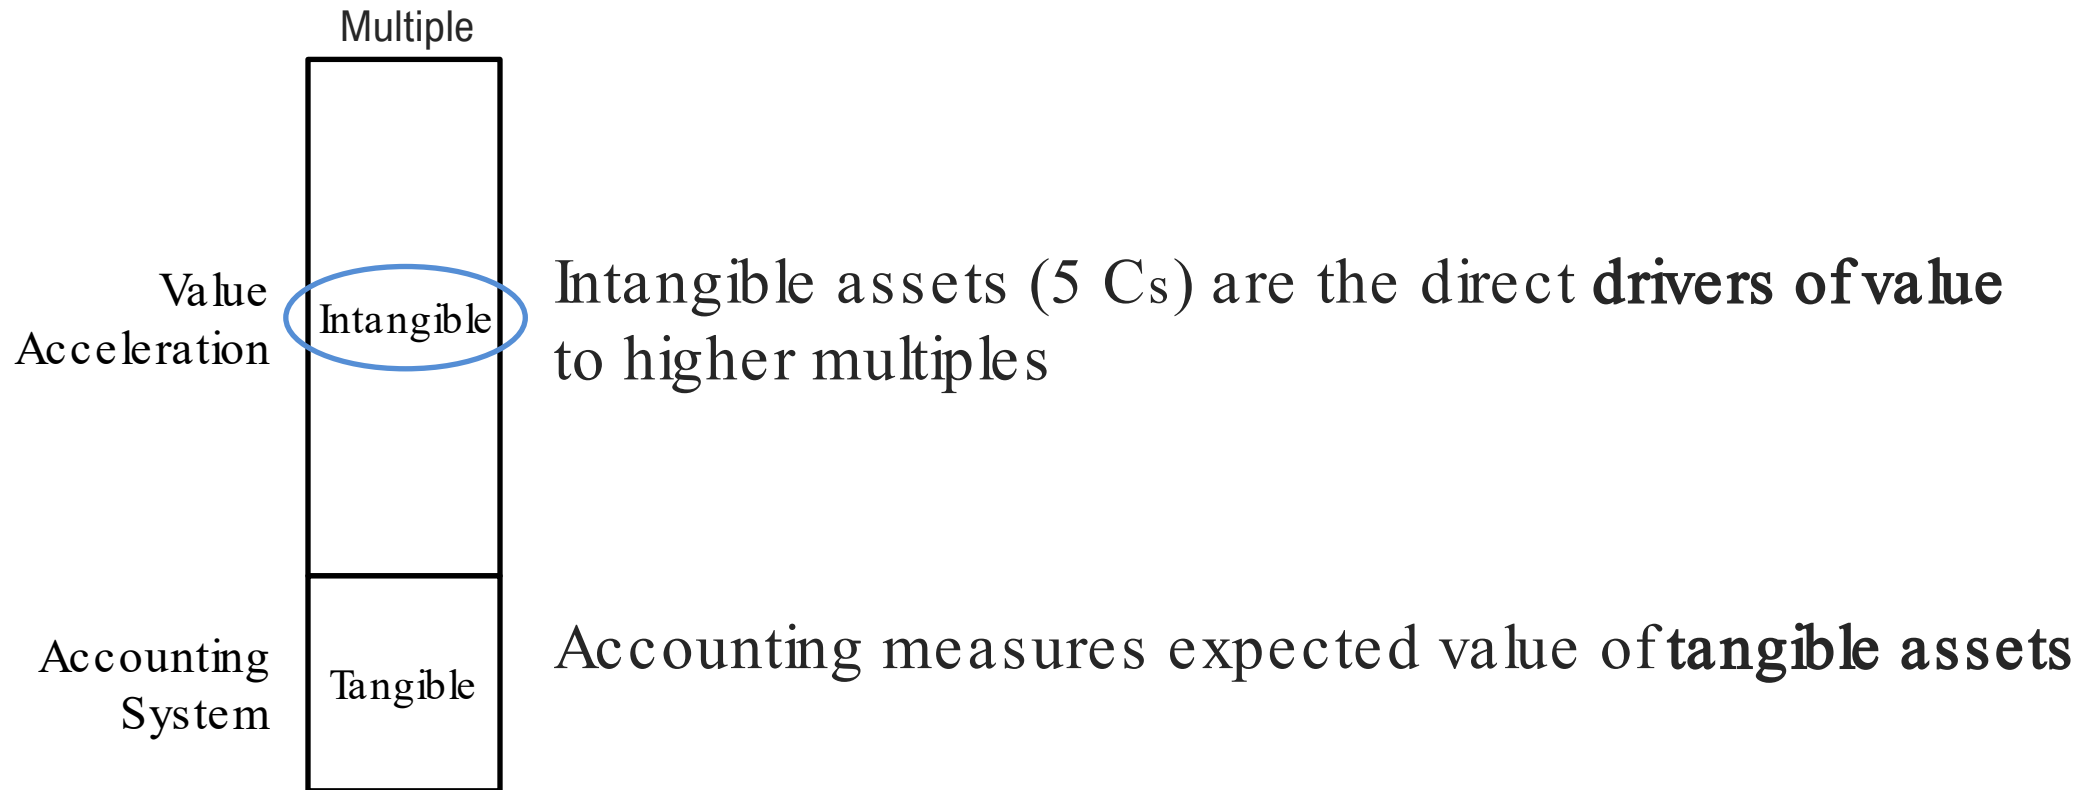 Multiple
Value
Acceleration
Intangible
Intangible assets (5 Cs) are the direct drivers of value
to higher multiples
Accounting
System
Tangible
Accounting measures expected value of tangible assets